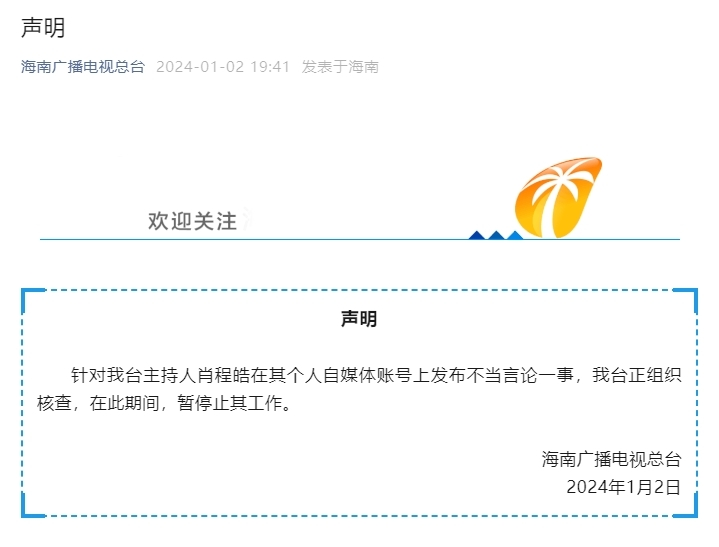 声明
海南广播电视总台 2024-01-02 19:41 发表于海南
欢迎关注
声明
针对我台主持人肖程皓在其个人自媒体账号上发布不当言论一事，我台正组织
核查，在此期间，暂停止其工作。
海南广播电视总台
2024年1月2日